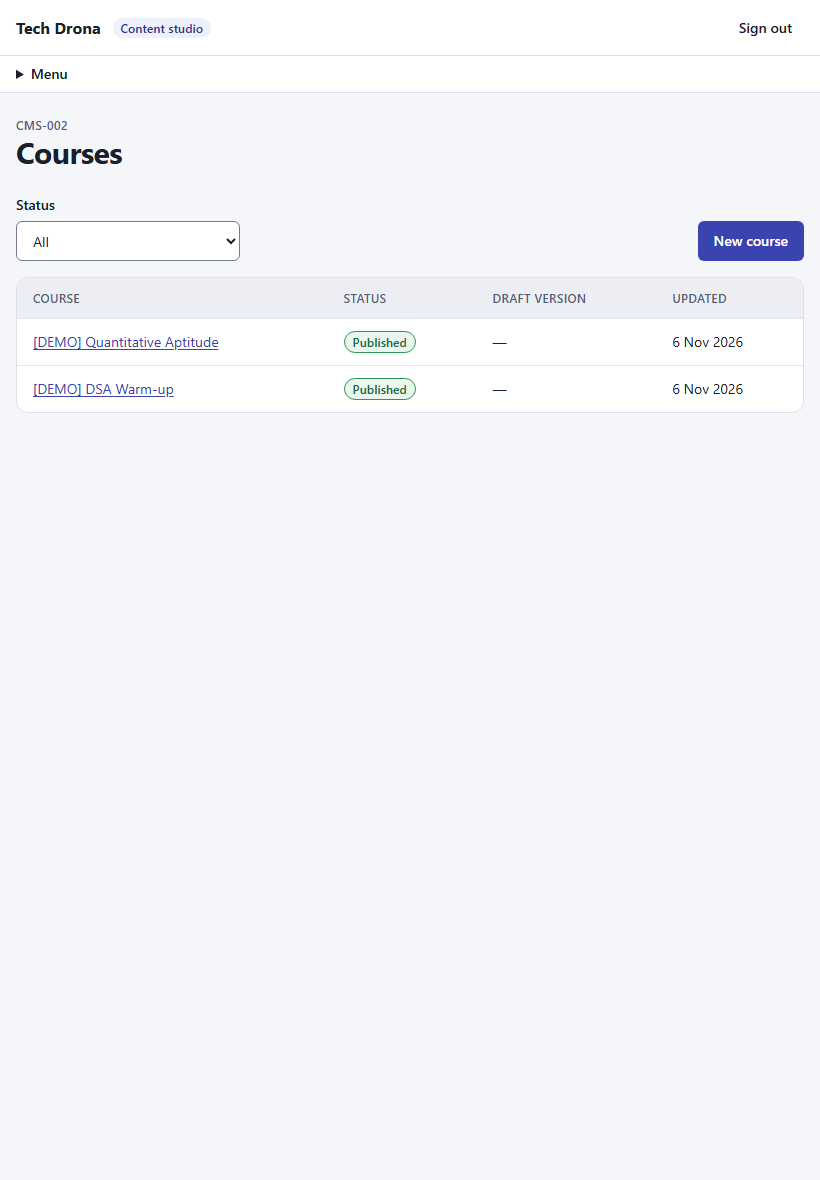 Tech Drona Content studio Sign out
Menu
CMS-002
Courses
Status
All New course
COURSE STATUS DRAFT VERSION UPDATED
[DEMO] Quantitative Aptitude Published — 6 Nov 2026
[DEMO] DSA Warm-up Published — 6 Nov 2026